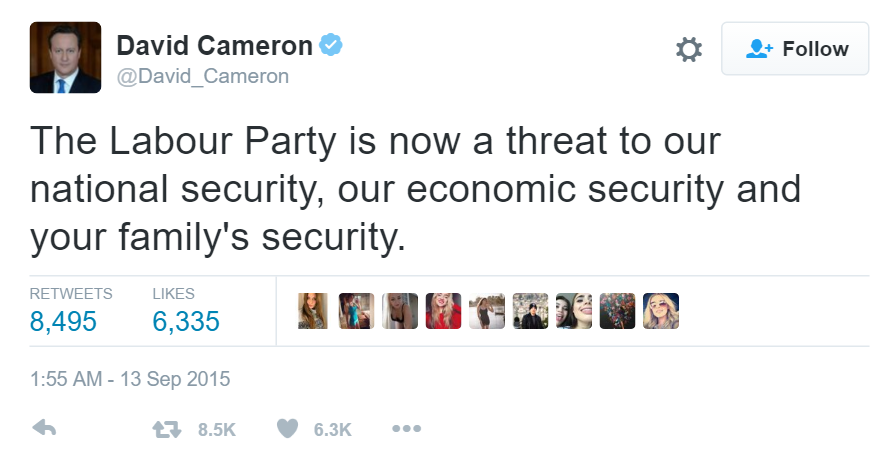 David Cameron
@David_Cameron
Follow
The Labour Party is now a threat to our
national security, our economic security and
your family's security.
RETWEETS LIKES
8,495 6,335
1:55 AM - 13 Sep 2015
8.5K 6.3K